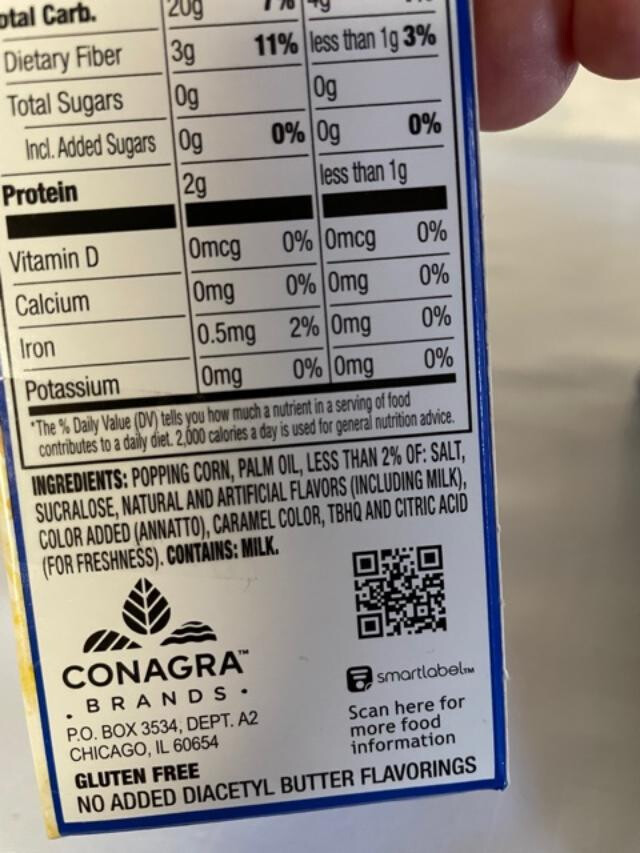 otal Carb. 20g 7%
Dietary Fiber 3g 11% less than 1g 3%
Total Sugars 0g 0g
Incl. Added Sugars 0g 0% 0g 0%
Protein 2g less than 1g
Vitamin D 0mcg 0% 0mcg 0%
Calcium 0mg 0% 0mg 0%
Iron 0.5mg 2% 0mg 0%
Potassium 0mg 0% 0mg 0%
*The % Daily Value (DV) tells you how much a nutrient in a serving of food
contributes to a daily diet. 2,000 calories a day is used for general nutrition advice.
INGREDIENTS: POPPING CORN, PALM OIL, LESS THAN 2% OF: SALT,
SUCRALOSE, NATURAL AND ARTIFICIAL FLAVORS (INCLUDING MILK),
COLOR ADDED (ANNATTO), CARAMEL COLOR, TBHQ AND CITRIC ACID
(FOR FRESHNESS). CONTAINS: MILK.
CONAGRA™
• BRANDS •
P.O. BOX 3534, DEPT. A2
CHICAGO, IL 60654
smartlabel™
Scan here for
more food
information
GLUTEN FREE
NO ADDED DIACETYL BUTTER FLAVORINGS